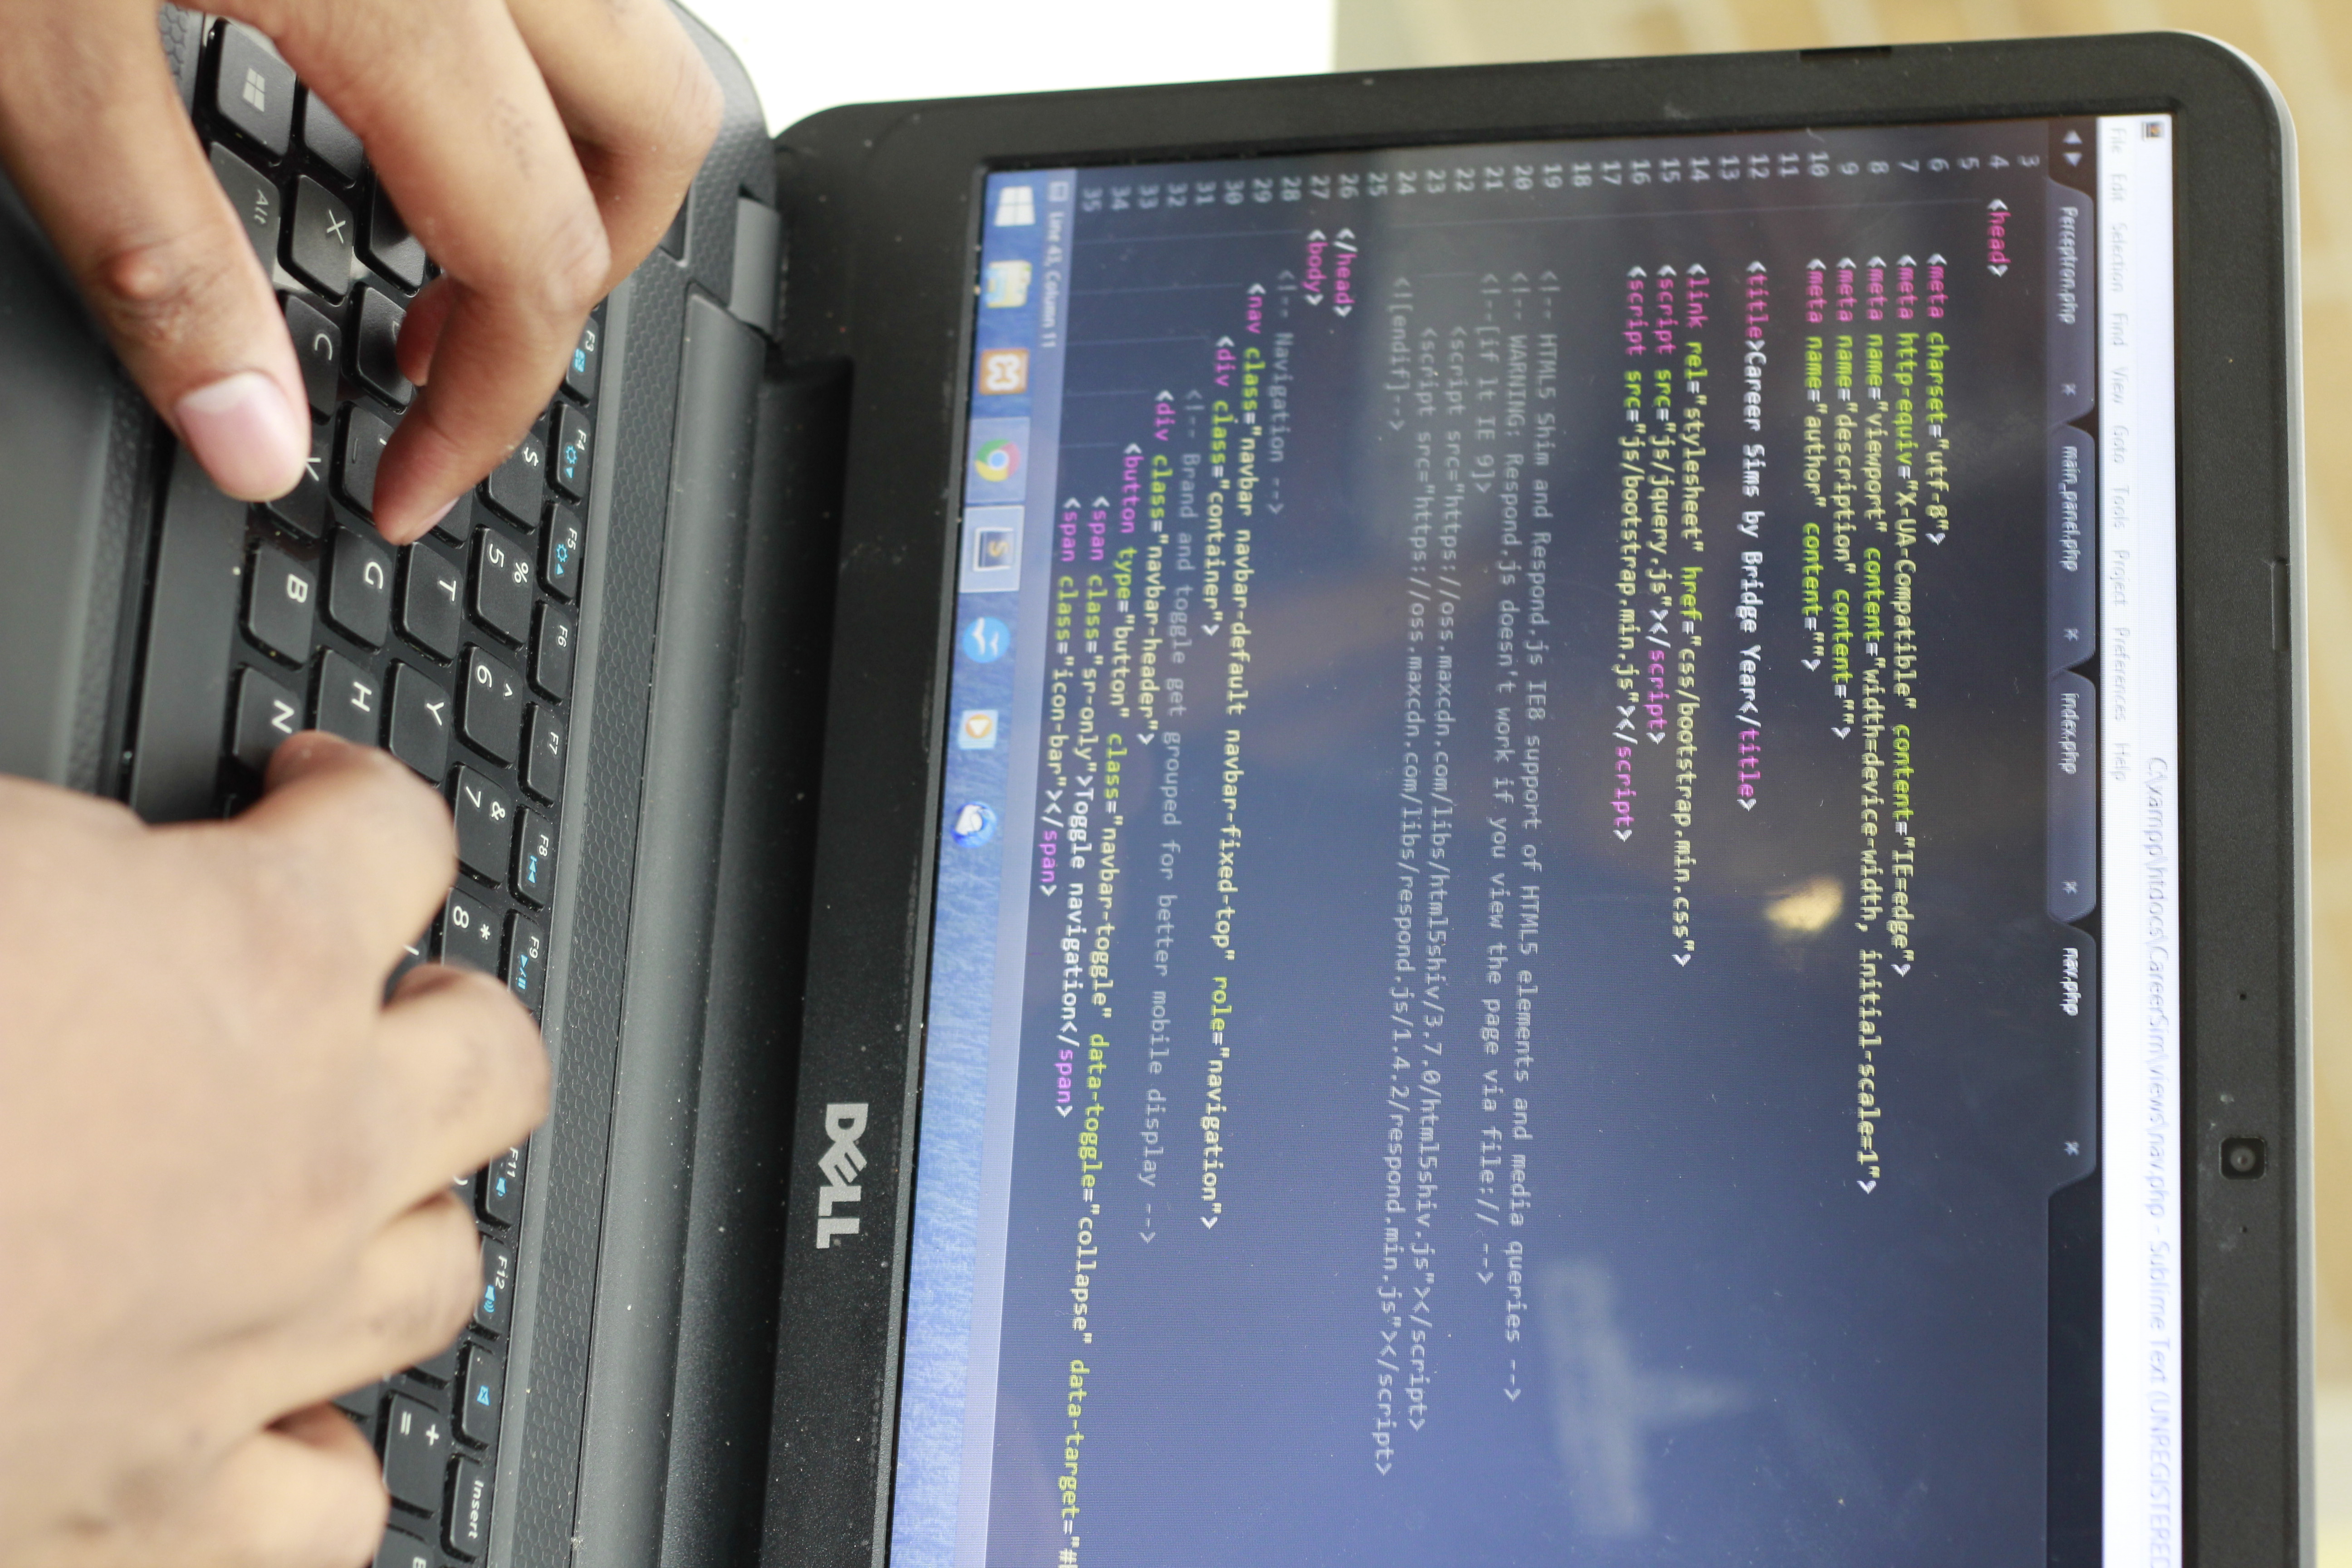 C:\xampp\htdocs\CareerSim\views\nav.php - Sublime Text (UNREGISTERED
File Edit Selection Find View Goto Tools Project Preferences Help
Perceptron.php × main_panel.php × index.php × nav.php ×
3
4 <head>
5
6 <meta charset="utf-8">
7 <meta http-equiv="X-UA-Compatible" content="IE=edge">
8 <meta name="viewport" content="width=device-width, initial-scale=1">
9 <meta name="description" content="">
10 <meta name="author" content="">
11
12 <title>Career Sims by Bridge Year</title>
13
14 <link rel="stylesheet" href="css/bootstrap.min.css">
15 <script src="js/jquery.js"></script>
16 <script src="js/bootstrap.min.js"></script>
17
18
19 <!-- HTML5 Shim and Respond.js IE8 support of HTML5 elements and media queries -->
20 <!-- WARNING: Respond.js doesn't work if you view the page via file:// -->
21 <!--[if lt IE 9]>
22 <script src="https://oss.maxcdn.com/libs/html5shiv/3.7.0/html5shiv.js"></script>
23 <script src="https://oss.maxcdn.com/libs/respond.js/1.4.2/respond.min.js"></script>
24 <![endif]-->
25
26 </head>
27 <body>
28 <!-- Navigation -->
29 <nav class="navbar navbar-default navbar-fixed-top" role="navigation">
30 <div class="container">
31 <!-- Brand and toggle get grouped for better mobile display -->
32 <div class="navbar-header">
33 <button type="button" class="navbar-toggle" data-toggle="collapse" data-target="#
34 <span class="sr-only">Toggle navigation</span>
35 <span class="icon-bar"></span>
Line 43, Column 11
S
DELL
F3 F4 F5 F6 F7 F8 F9 F11 F12 Insert
$ % 5 ^ 6 & 7 * 8 + =
T Y
G H
X C V B N
Alt